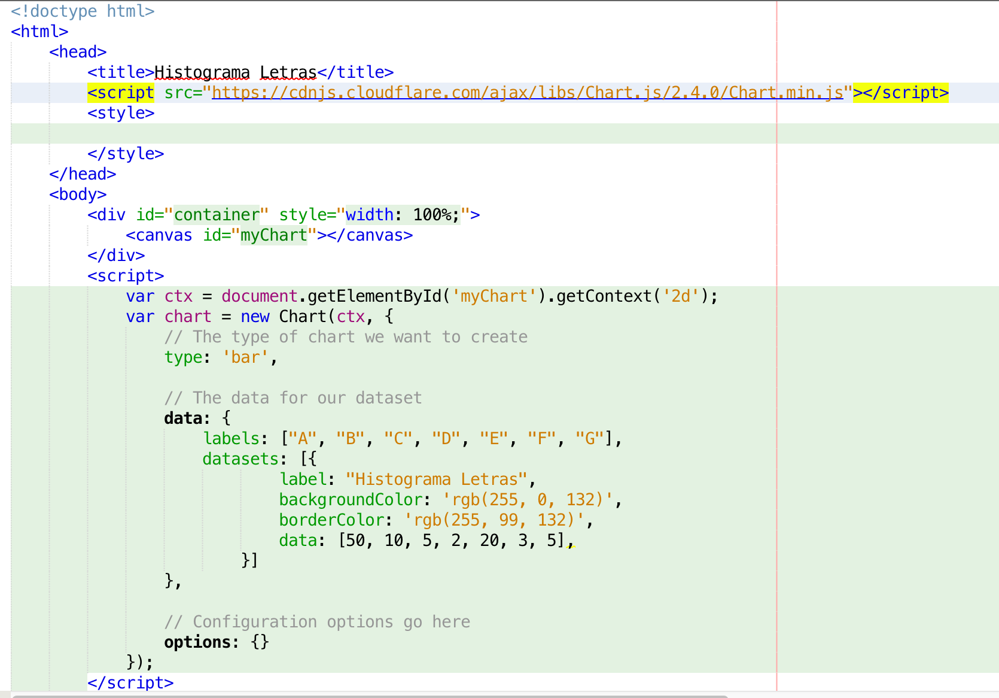 <!doctype html>
<html>
    <head>
        <title>Histograma Letras</title>
        <script src="https://cdnjs.cloudflare.com/ajax/libs/Chart.js/2.4.0/Chart.min.js"></script>
        <style>

        </style>
    </head>
    <body>
        <div id="container" style="width: 100%;">
            <canvas id="myChart"></canvas>
        </div>
        <script>
            var ctx = document.getElementById('myChart').getContext('2d');
            var chart = new Chart(ctx, {
                // The type of chart we want to create
                type: 'bar',

                // The data for our dataset
                data: {
                    labels: ["A", "B", "C", "D", "E", "F", "G"],
                    datasets: [{
                            label: "Histograma Letras",
                            backgroundColor: 'rgb(255, 0, 132)',
                            borderColor: 'rgb(255, 99, 132)',
                            data: [50, 10, 5, 2, 20, 3, 5],
                        }]
                },

                // Configuration options go here
                options: {}
            });
        </script>